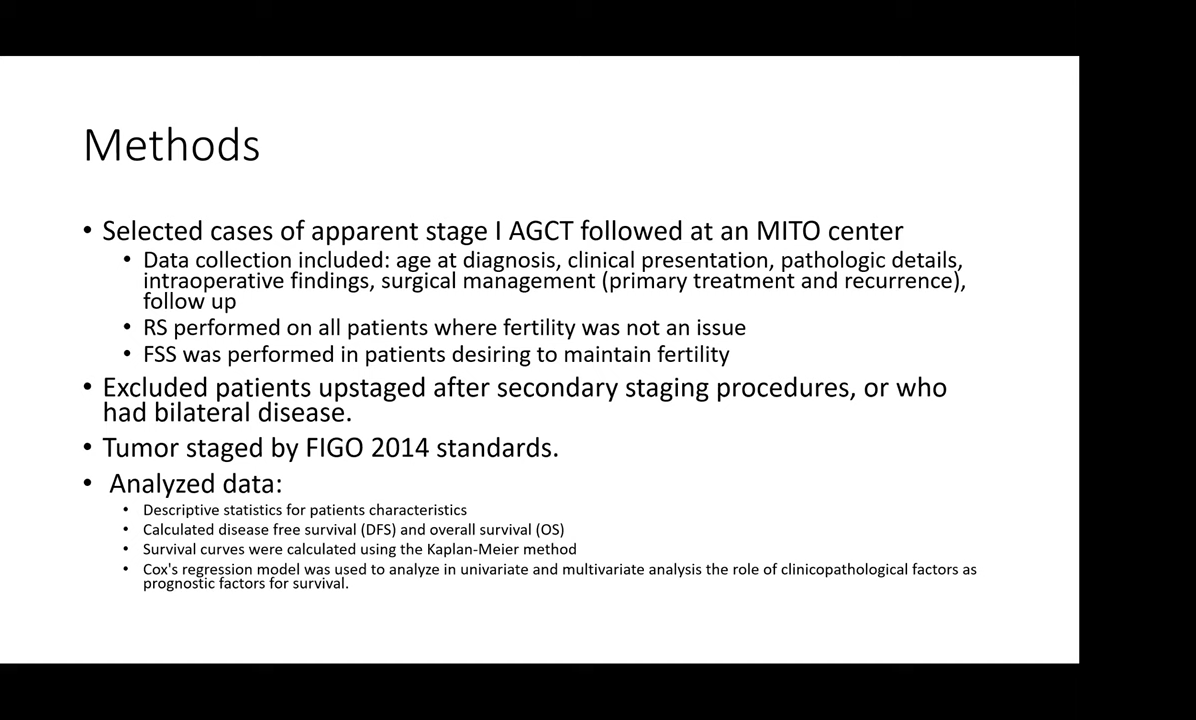 Methods
• Selected cases of apparent stage I AGCT followed at an MITO center
• Data collection included: age at diagnosis, clinical presentation, pathologic details,
intraoperative findings, surgical management (primary treatment and recurrence),
follow up
• RS performed on all patients where fertility was not an issue
• FSS was performed in patients desiring to maintain fertility
• Excluded patients upstaged after secondary staging procedures, or who
had bilateral disease.
• Tumor staged by FIGO 2014 standards.
• Analyzed data:
• Descriptive statistics for patients characteristics
• Calculated disease free survival (DFS) and overall survival (OS)
• Survival curves were calculated using the Kaplan-Meier method
• Cox's regression model was used to analyze in univariate and multivariate analysis the role of clinicopathological factors as
prognostic factors for survival.